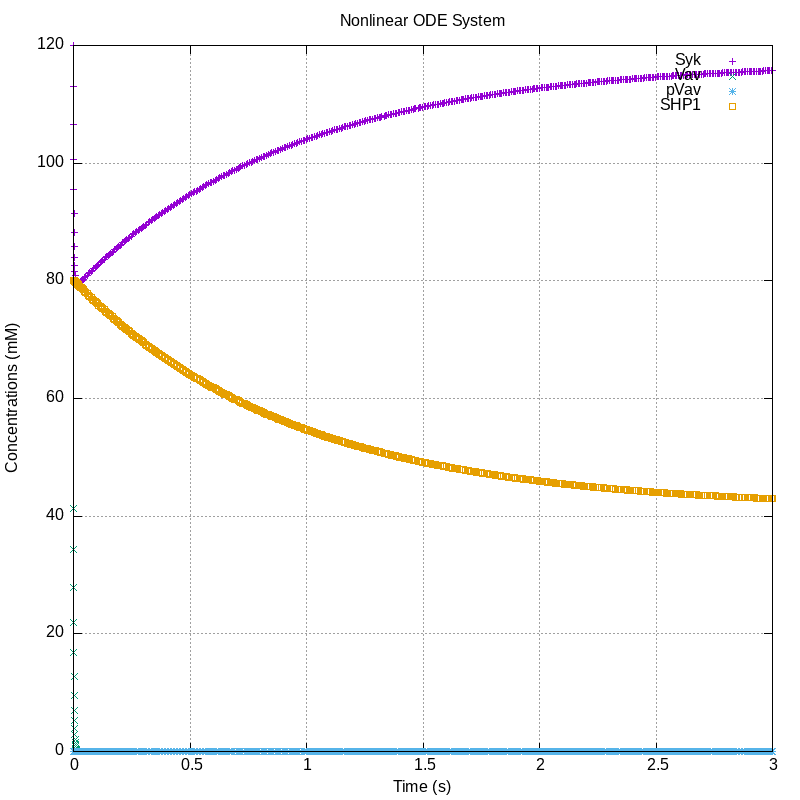 Nonlinear ODE System
120
100
80
60
40
20
0
Concentrations (mM)
Syk
Vav
pVav
SHP1
0 0.5 1 1.5 2 2.5 3
Time (s)